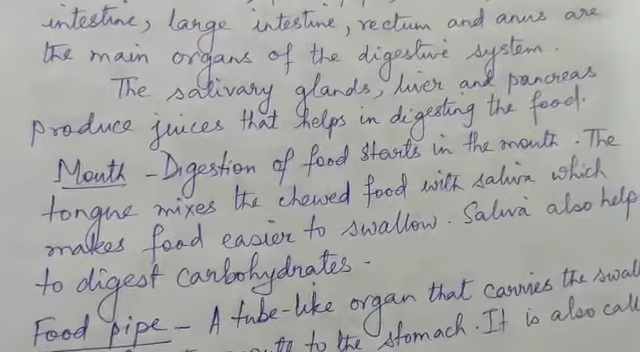 intestine, large intestine, rectum and anus are
the main organs of the digestive system.
The salivary glands, liver and pancreas
produce juices that helps in digesting the food.
Mouth - Digestion of food starts in the mouth. The
tongue mixes the chewed food with saliva which
makes food easier to swallow. Saliva also help
to digest carbohydrates.
Food pipe - A tube-like organ that carries the swal
to the stomach. It is also call